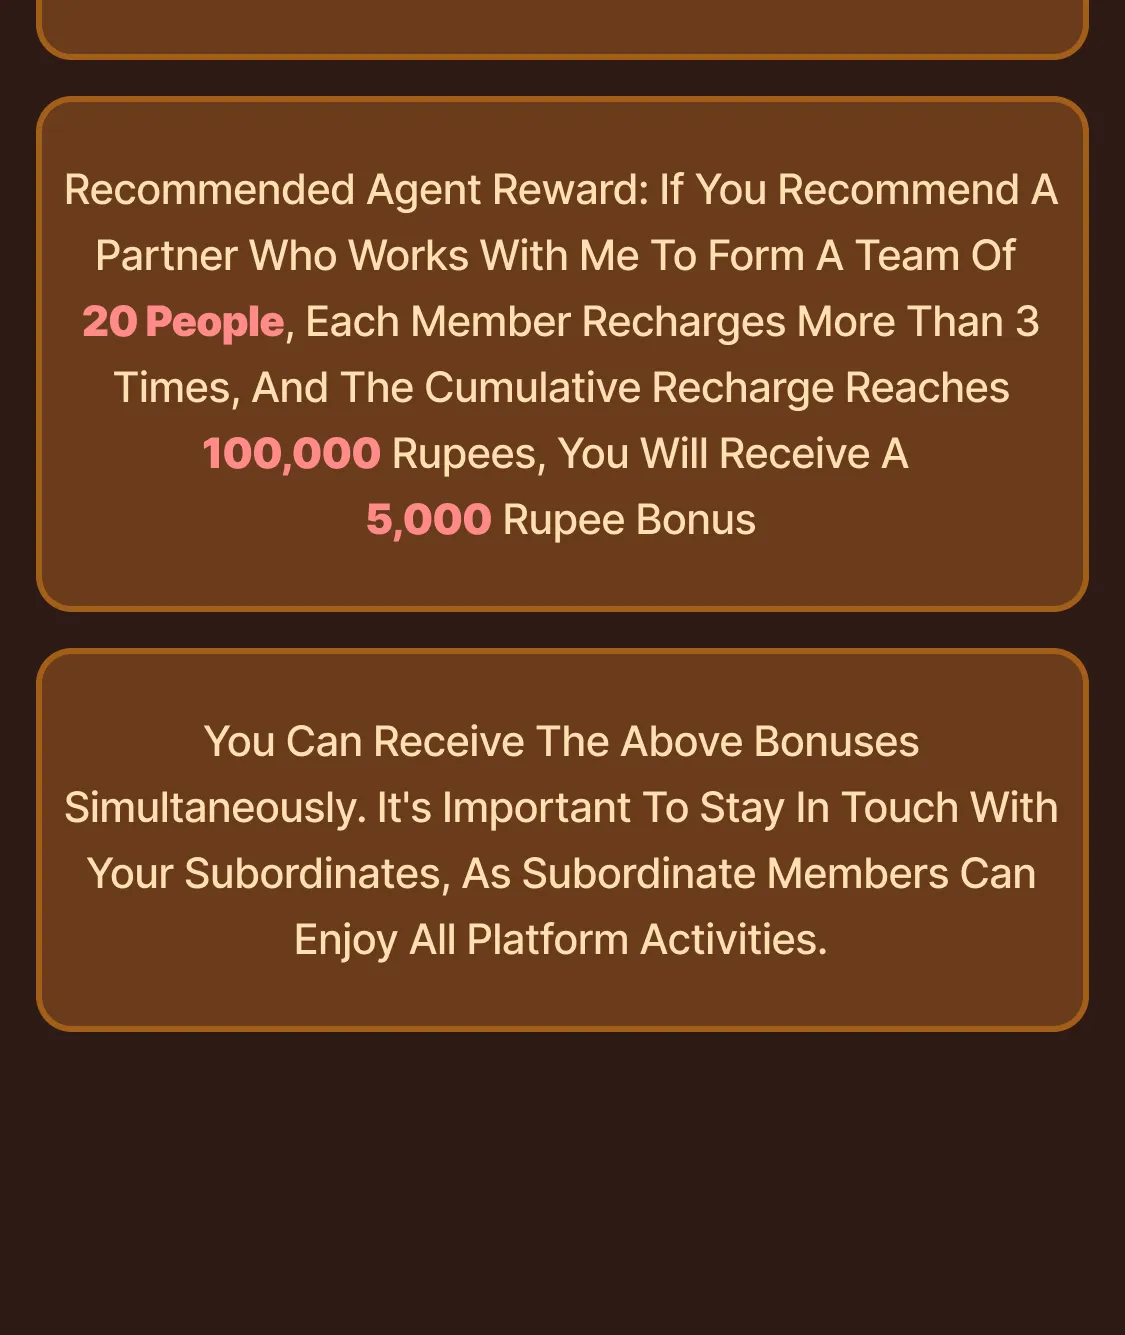 Recommended Agent Reward: If You Recommend A
Partner Who Works With Me To Form A Team Of
20 People, Each Member Recharges More Than 3
Times, And The Cumulative Recharge Reaches
100,000 Rupees, You Will Receive A
5,000 Rupee Bonus
You Can Receive The Above Bonuses
Simultaneously. It's Important To Stay In Touch With
Your Subordinates, As Subordinate Members Can
Enjoy All Platform Activities.